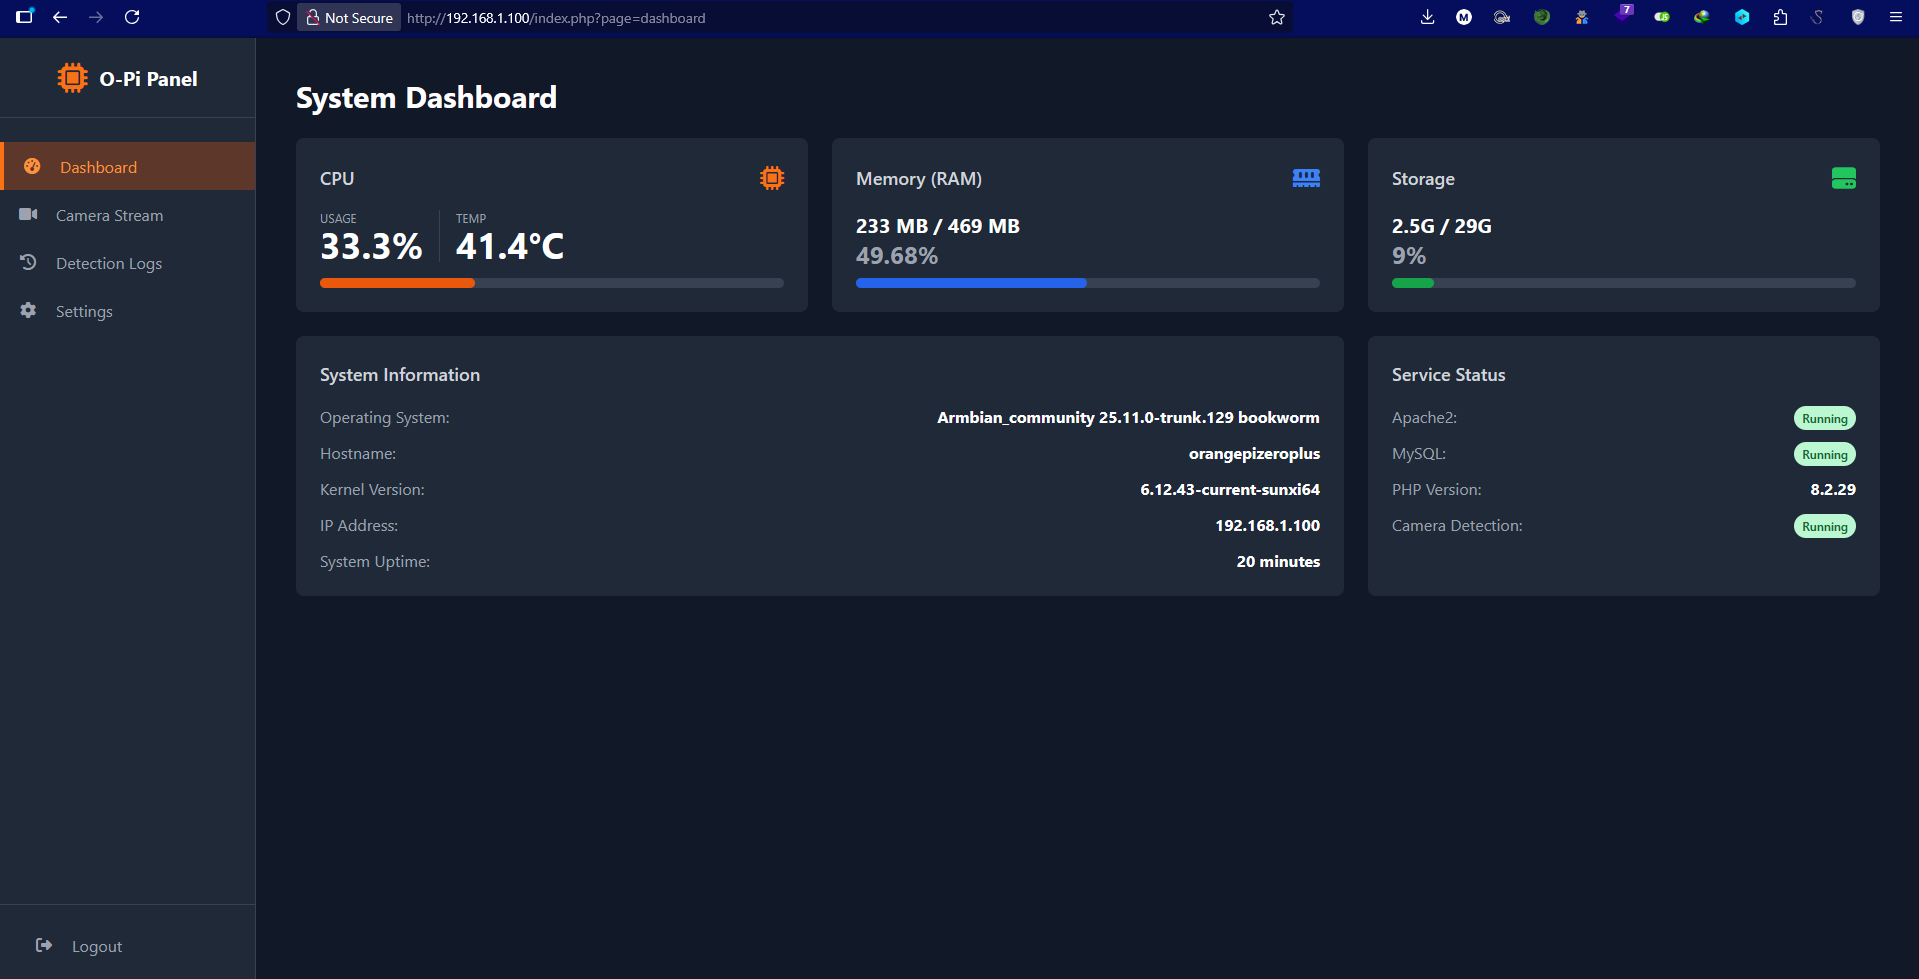 Not Secure http://192.168.1.100/index.php?page=dashboard
7
O-Pi Panel
Dashboard
Camera Stream
Detection Logs
Settings
Logout
System Dashboard
CPU
USAGE
33.3%
TEMP
41.4°C
Memory (RAM)
233 MB / 469 MB
49.68%
Storage
2.5G / 29G
9%
System Information
Operating System: Armbian_community 25.11.0-trunk.129 bookworm
Hostname: orangepizeroplus
Kernel Version: 6.12.43-current-sunxi64
IP Address: 192.168.1.100
System Uptime: 20 minutes
Service Status
Apache2: Running
MySQL: Running
PHP Version: 8.2.29
Camera Detection: Running